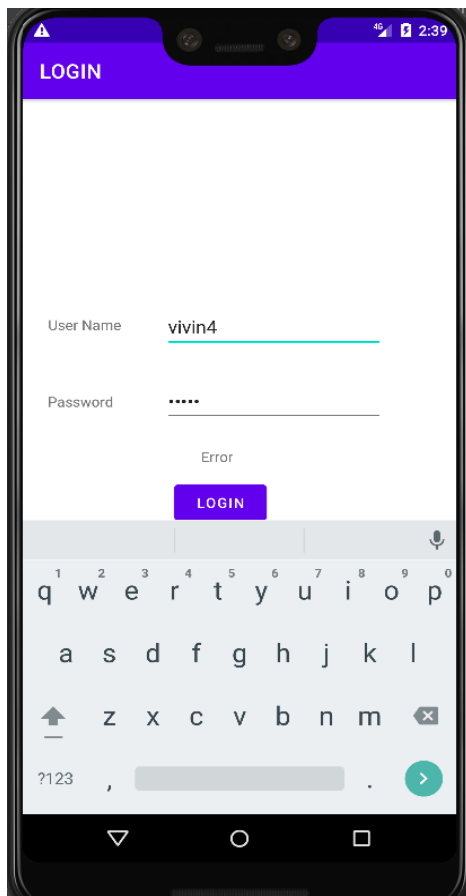 4G 2:39
LOGIN
User Name vivin4
Password •••••
Error
LOGIN
1 2 3 4 5 6 7 8 9 0
q w e r t y u i o p
a s d f g h j k l
z x c v b n m
?123 , .